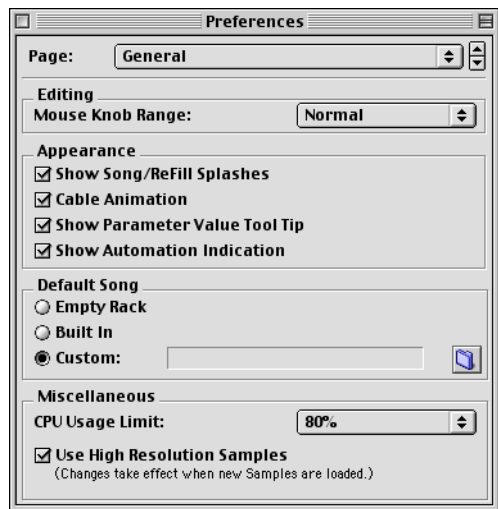 Preferences
Page: General
Editing
Mouse Knob Range: Normal
Appearance
Show Song/ReFill Splashes
Cable Animation
Show Parameter Value Tool Tip
Show Automation Indication
Default Song
Empty Rack
Built In
Custom:
Miscellaneous
CPU Usage Limit: 80%
Use High Resolution Samples
(Changes take effect when new Samples are loaded.)